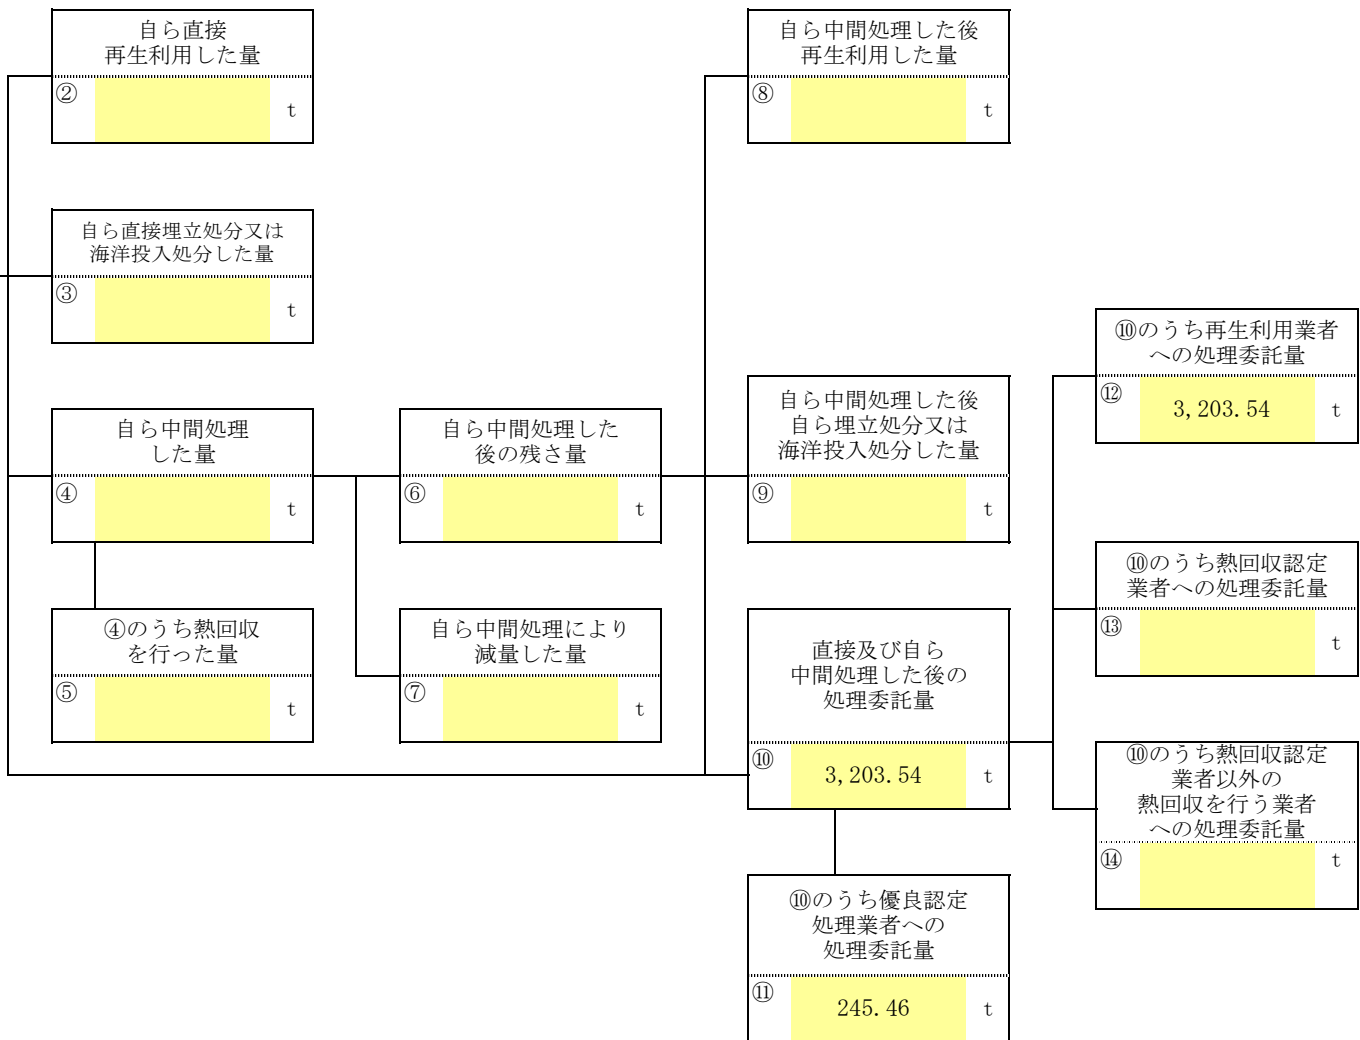 自ら直接
再生利用した量
②
t
自ら直接埋立処分又は
海洋投入処分した量
③
t
自ら中間処理
した量
④
t
④のうち熱回収
を行った量
⑤
t
自ら中間処理した
後の残さ量
⑥
t
自ら中間処理により
減量した量
⑦
t
自ら中間処理した後
再生利用した量
⑧
t
自ら中間処理した後
自ら埋立処分又は
海洋投入処分した量
⑨
t
直接及び自ら
中間処理した後の
処理委託量
⑩ 3,203.54 t
⑩のうち優良認定
処理業者への
処理委託量
⑪ 245.46 t
⑩のうち再生利用業者
への処理委託量
⑫ 3,203.54 t
⑩のうち熱回収認定
業者への処理委託量
⑬
t
⑩のうち熱回収認定
業者以外の
熱回収を行う業者
への処理委託量
⑭
t